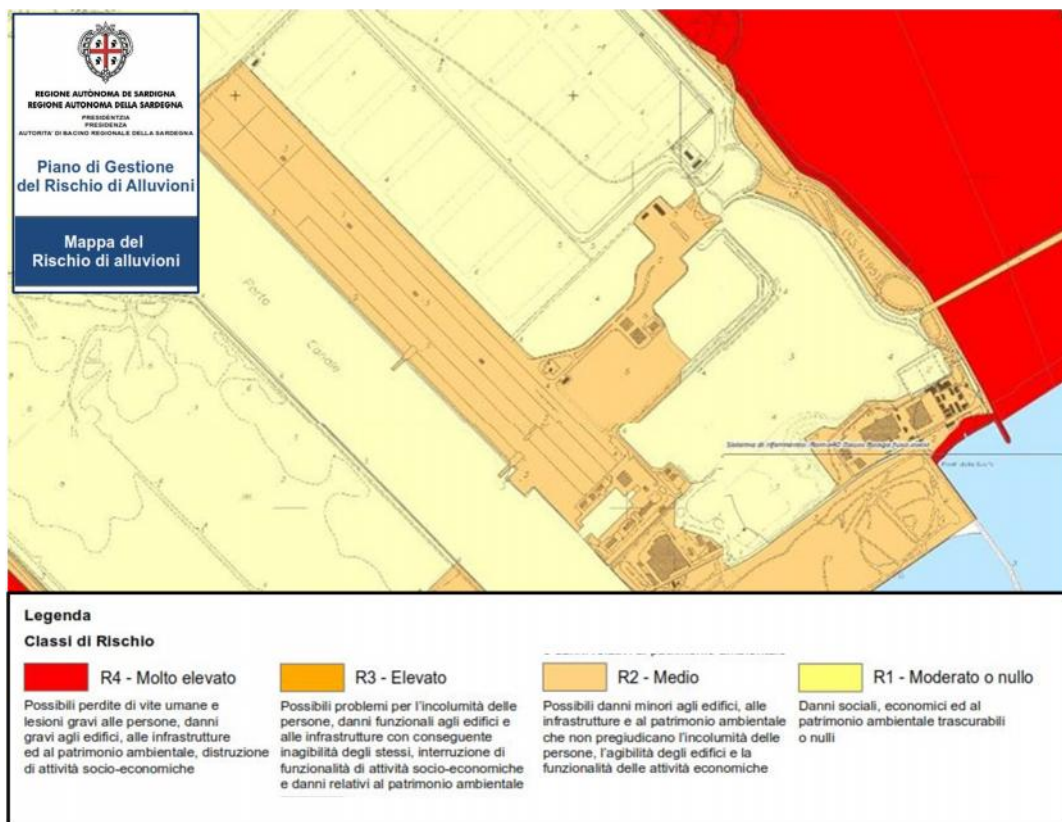 REGIONE AUTÒNOMA DE SARDIGNA
REGIONE AUTONOMA DELLA SARDEGNA
PRESIDENTZIA
PRESIDENZA
AUTORITA' DI BACINO REGIONALE DELLA SARDEGNA
Piano di Gestione
del Rischio di Alluvioni
Mappa del
Rischio di alluvioni
Porto
Canale
Legenda
Classi di Rischio
R4 - Molto elevato
Possibili perdite di vite umane e
lesioni gravi alle persone, danni
gravi agli edifici, alle infrastrutture
ed al patrimonio ambientale, distruzione
di attività socio-economiche
R3 - Elevato
Possibili problemi per l'incolumità delle
persone, danni funzionali agli edifici e
alle infrastrutture con conseguente
inagibilità degli stessi, interruzione di
funzionalità di attività socio-economiche
e danni relativi al patrimonio ambientale
R2 - Medio
Possibili danni minori agli edifici, alle
infrastrutture e al patrimonio ambientale
che non pregiudicano l'incolumità delle
persone, l'agibilità degli edifici e la
funzionalità delle attività economiche
R1 - Moderato o nullo
Danni sociali, economici ed al
patrimonio ambientale trascurabili
o nulli